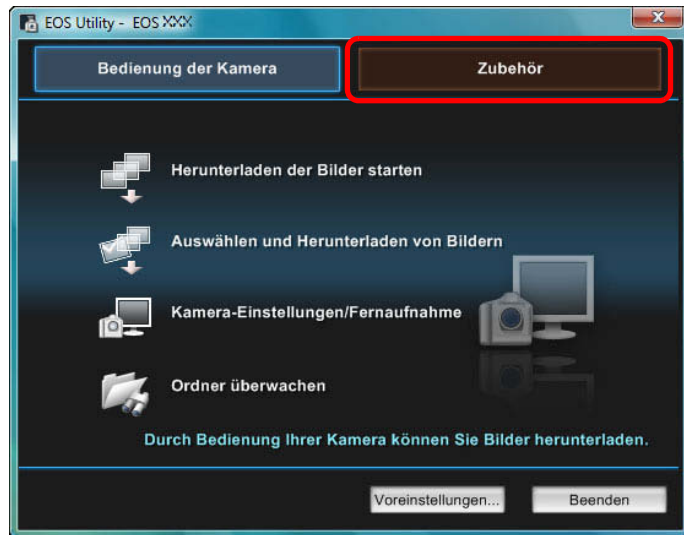 EOS Utility - EOS XXX
Bedienung der Kamera
Zubehör
Herunterladen der Bilder starten
Auswählen und Herunterladen von Bildern
Kamera-Einstellungen/Fernaufnahme
Ordner überwachen
Durch Bedienung Ihrer Kamera können Sie Bilder herunterladen.
Voreinstellungen...
Beenden